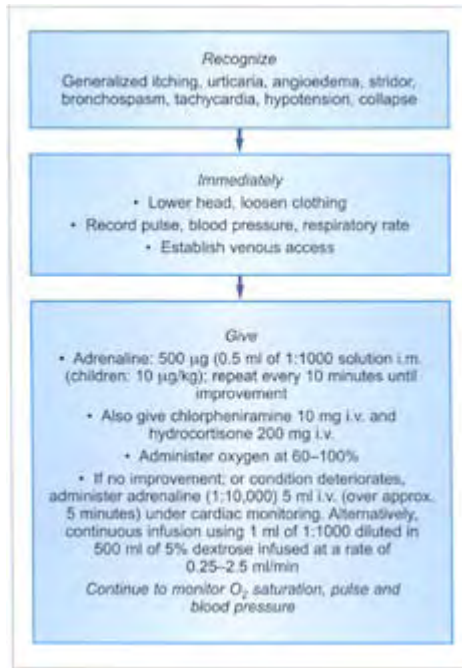 Recognize
Generalized itching, urticaria, angioedema, stridor,
bronchospasm, tachycardia, hypotension, collapse
Immediately
• Lower head, loosen clothing
• Record pulse, blood pressure, respiratory rate
• Establish venous access
Give
• Adrenaline: 500 µg (0.5 ml of 1:1000 solution i.m.
(children: 10 µg/kg); repeat every 10 minutes until
improvement
• Also give chlorpheniramine 10 mg i.v. and
hydrocortisone 200 mg i.v.
• Administer oxygen at 60–100%
• If no improvement; or condition deteriorates,
administer adrenaline (1:10,000) 5 ml i.v. (over approx.
5 minutes) under cardiac monitoring. Alternatively,
continuous infusion using 1 ml of 1:1000 diluted in
500 ml of 5% dextrose infused at a rate of
0.25–2.5 ml/min
Continue to monitor O₂ saturation, pulse and
blood pressure